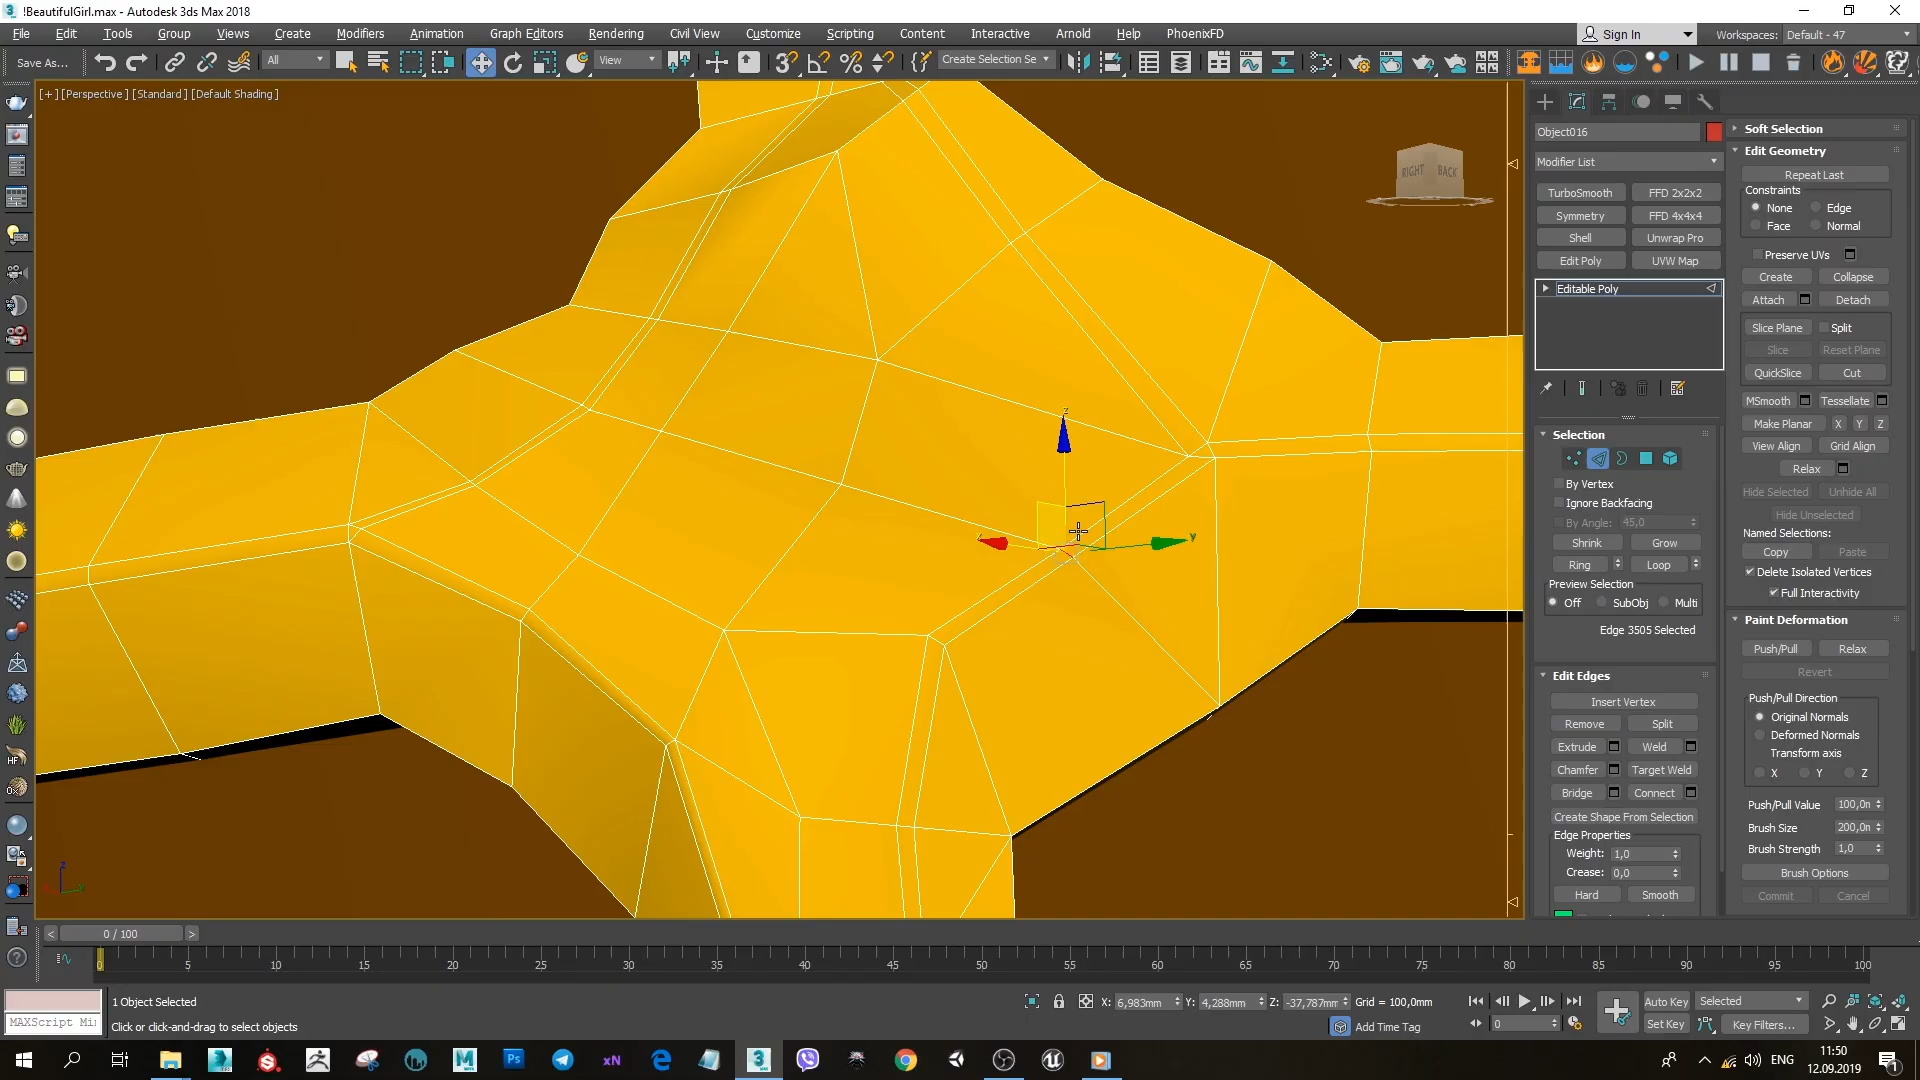 !BeautifulGirl.max - Autodesk 3ds Max 2018
File Edit Tools Group Views Create Modifiers Animation Graph Editors Rendering Civil View Customize Scripting Content Interactive Arnold Help PhoenixFD
Sign In
Workspaces: Default - 47
Save As...
All
View
Create Selection Se
[+] [Perspective ] [Standard ] [Default Shading ]
RIGHT BACK
z
y
Object016
Modifier List
TurboSmooth FFD 2x2x2
Symmetry FFD 4x4x4
Shell Unwrap Pro
Edit Poly UVW Map
Editable Poly
Selection
By Vertex
Ignore Backfacing
By Angle: 45,0
Shrink Grow
Ring Loop
Preview Selection
Off SubObj Multi
Edge 3505 Selected
Edit Edges
Insert Vertex
Remove Split
Extrude Weld
Chamfer Target Weld
Bridge Connect
Create Shape From Selection
Edge Properties
Weight: 1,0
Crease: 0,0
Hard Smooth
Soft Selection
Edit Geometry
Repeat Last
Constraints
None Edge
Face Normal
Preserve UVs
Create Collapse
Attach Detach
Slice Plane Split
Slice Reset Plane
QuickSlice Cut
MSmooth Tessellate
Make Planar X Y Z
View Align Grid Align
Relax
Hide Selected Unhide All
Hide Unselected
Named Selections:
Copy Paste
Delete Isolated Vertices
Full Interactivity
Paint Deformation
Push/Pull Relax
Revert
Push/Pull Direction
Original Normals
Deformed Normals
Transform axis
X Y Z
Push/Pull Value 100,0n
Brush Size 200,0n
Brush Strength 1,0
Brush Options
Commit Cancel
< 0 / 100 >
0 5 10 15 20 25 30 35 40 45 50 55 60 65 70 75 80 85 90 95 100
1 Object Selected
MAXScript Mi
Click or click-and-drag to select objects
X: 6,983mm Y: 4,288mm Z: -37,787mm Grid = 100,0mm
Add Time Tag
0
Auto Key Selected
Set Key Key Filters...
ENG
11:50
12.09.2019